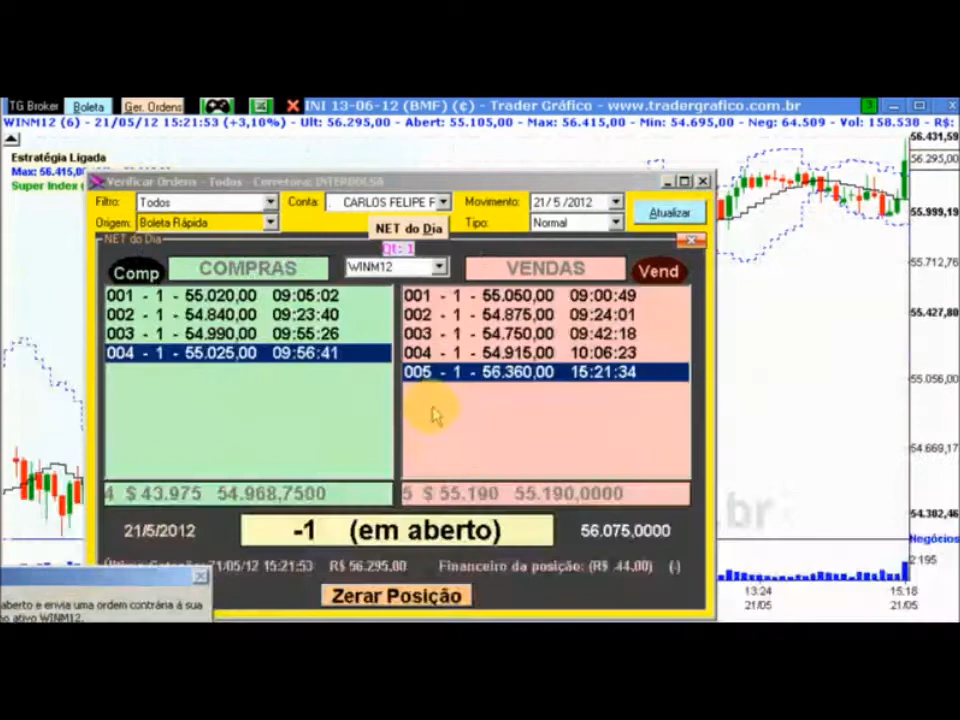 TG Broker Boleta Ger. Ordens INI 13-06-12 (BMF) (¢) - Trader Gráfico - www.tradergrafico.com.br 3
WINM12 (6) - 21/05/12 15:21:53 (+3,10%) - Ult: 56.295,00 - Abert: 55.105,00 - Max: 56.415,00 - Min: 54.695,00 - Neg: 64.509 - Vol: 158.538 - R$:
Estratégia Ligada
Max: 56.415,0
Super Index
Verificar Ordens - Todos - Corretora: INTERBOLSA
Filtro: Todos Conta: CARLOS FELIPE F Movimento: 21/ 5 /2012 Atualizar
Origem: Boleta Rápida NET do Dia Tipo: Normal
NET do Dia
Qt: 1
Comp COMPRAS WINM12 VENDAS Vend
001 - 1 - 55.020,00 09:05:02
002 - 1 - 54.840,00 09:23:40
003 - 1 - 54.990,00 09:55:26
004 - 1 - 55.025,00 09:56:41
001 - 1 - 55.050,00 09:00:49
002 - 1 - 54.875,00 09:24:01
003 - 1 - 54.750,00 09:42:18
004 - 1 - 54.915,00 10:06:23
005 - 1 - 56.360,00 15:21:34
4 $ 43.975 54.968,7500
5 $ 55.190 55.190,0000
21/5/2012 -1 (em aberto) 56.075,0000
21/05/12 15:21:53 R$ 56.295,00 Financeiro da posição: (R$ 44,00) (-)
Zerar Posição
aberto e envia uma ordem contrária à sua
no ativo WINM12.
56.431,59
56.295,00
55.999,19
55.712,76
55.427,80
55.056,00
54.669,17
54.382,46
.br
Negócios
2.195
13:24
21/05
15:18
21/05